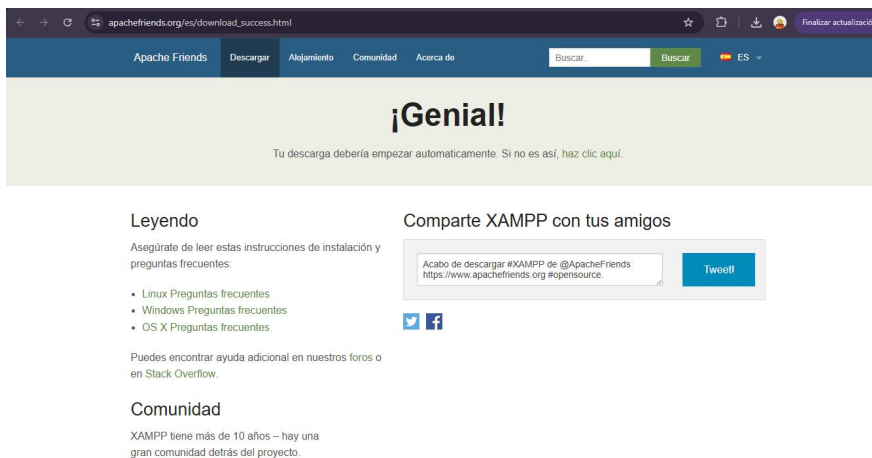 apachefriends.org/es/download_success.html
Finalizar actualizació
Apache Friends Descargar Alojamiento Comunidad Acerca de Buscar.. Buscar ES
¡Genial!
Tu descarga debería empezar automaticamente. Si no es así, haz clic aquí.
Leyendo
Asegúrate de leer estas instrucciones de instalación y
preguntas frecuentes:
• Linux Preguntas frecuentes
• Windows Preguntas frecuentes
• OS X Preguntas frecuentes
Puedes encontrar ayuda adicional en nuestros foros o
en Stack Overflow.
Comunidad
XAMPP tiene más de 10 años – hay una
gran comunidad detrás del proyecto.
Comparte XAMPP con tus amigos
Acabo de descargar #XAMPP de @ApacheFriends
https://www.apachefriends.org #opensource.
Tweet!